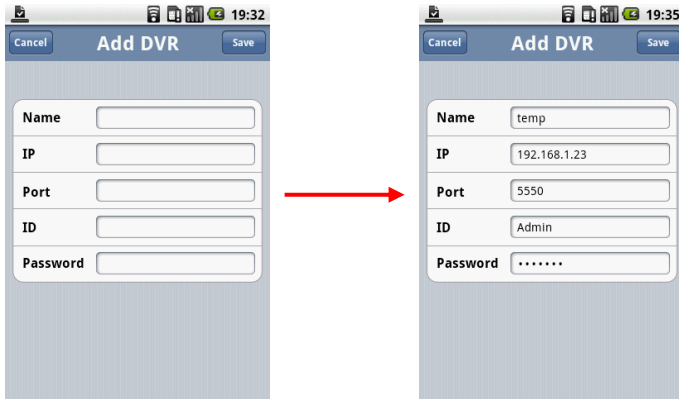 19:32
Cancel Add DVR Save
Name
IP
Port
ID
Password
19:35
Cancel Add DVR Save
Name temp
IP 192.168.1.23
Port 5550
ID Admin
Password •••••••